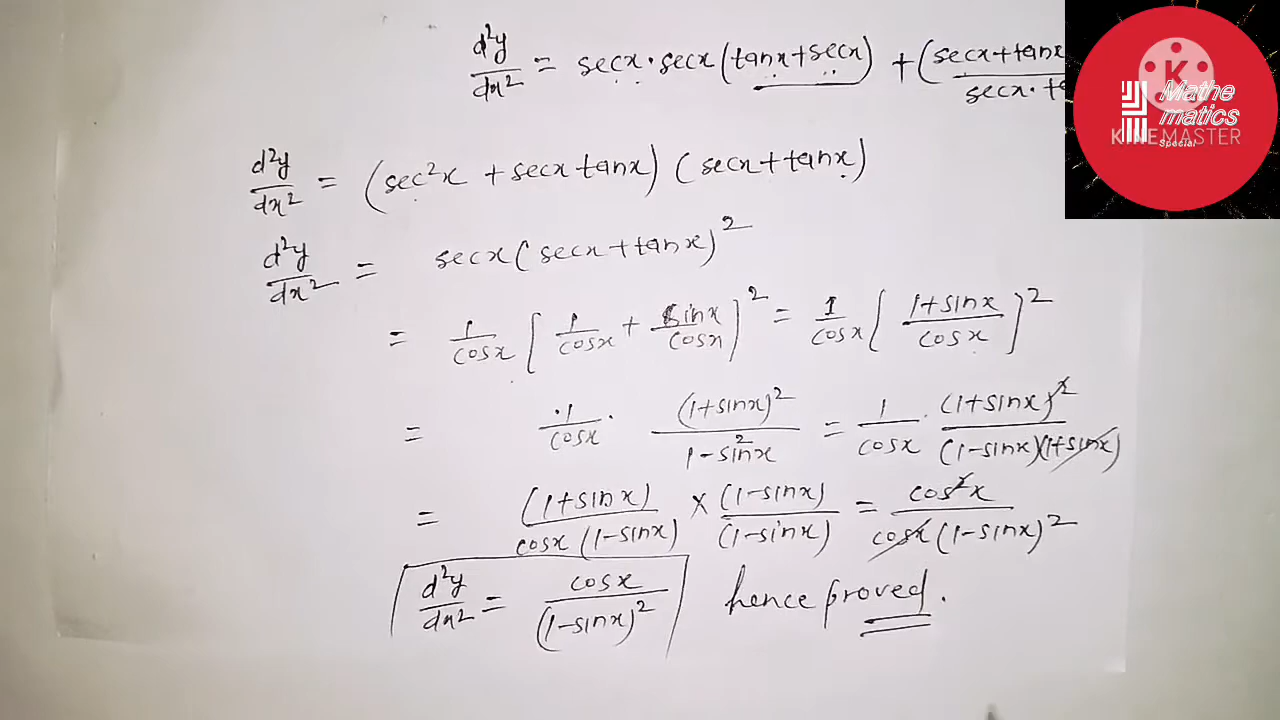 d²y/dx² = secx·secx(tanx+secx) + (secx+tanx
secx·t
d²y/dx² = (sec²x + secx tanx) (secx+tanx)
d²y/dx² = secx(secx+tanx)²
= 1/cosx [1/cosx + sinx/cosx]² = 1/cosx [1+sinx/cosx]²
= ·1/cosx · (1+sinx)²/1-sin²x = 1/cosx · (1+sinx)²/(1-sinx)(1+sinx)
= (1+sinx)/cosx(1-sinx) × (1-sinx)/(1-sinx) = cos²x/cosx(1-sinx)²
d²y/dx² = cosx/(1-sinx)² hence proved.
K
Mathe
matics
KINEMASTER
Special